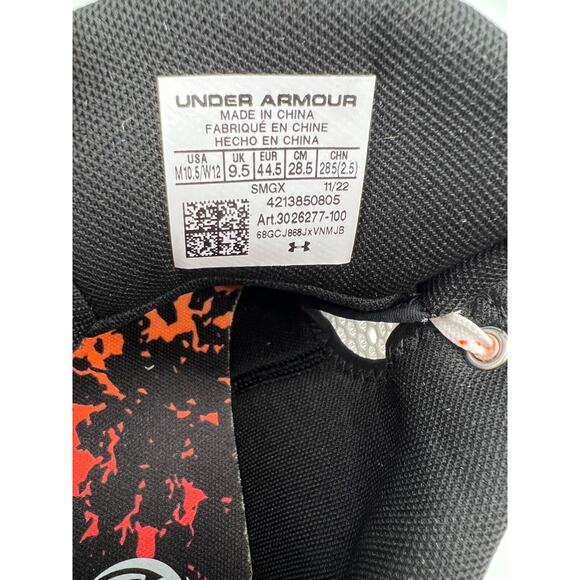 UNDER ARMOUR
MADE IN CHINA
FABRIQUÉ EN CHINE
HECHO EN CHINA
USA UK EUR CM CHN
M10.5/W12 9.5 44.5 28.5 285(2.5)
SMGX 11/22
4213850805
Art.3026277-100
68GCJ868JxVNMJB